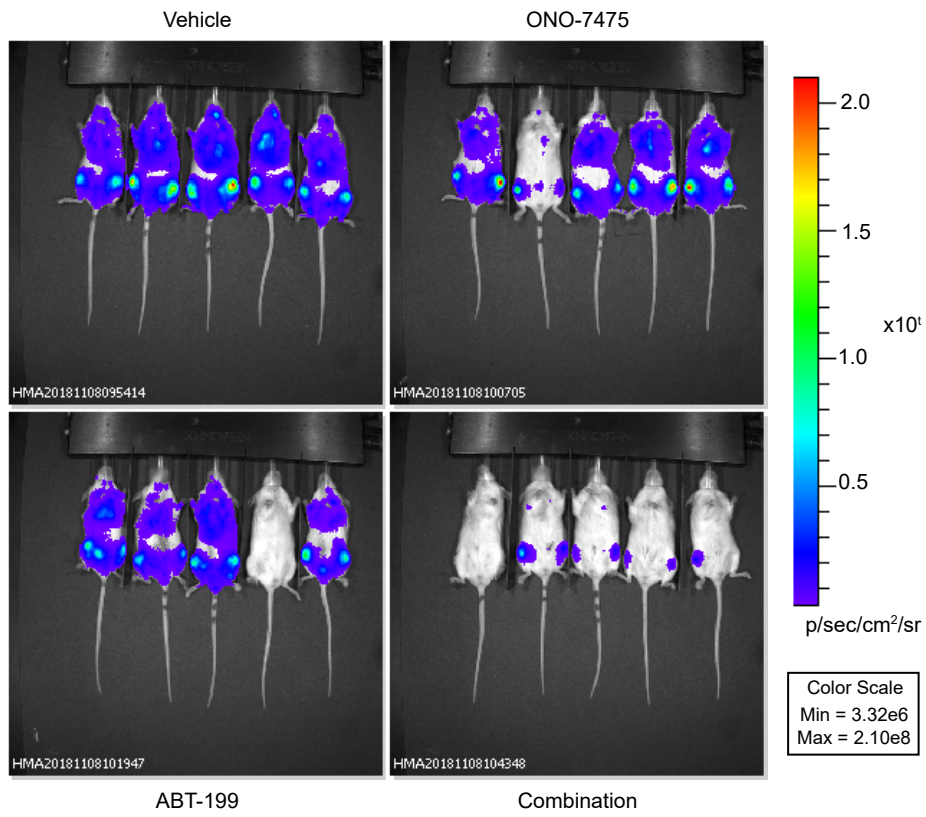 Vehicle
ONO-7475
HMA20181108095414
HMA20181108100705
2.0
1.5
x10ᵗ
1.0
0.5
p/sec/cm²/sr
Color Scale
Min = 3.32e6
Max = 2.10e8
HMA20181108101947
HMA20181108104348
ABT-199
Combination